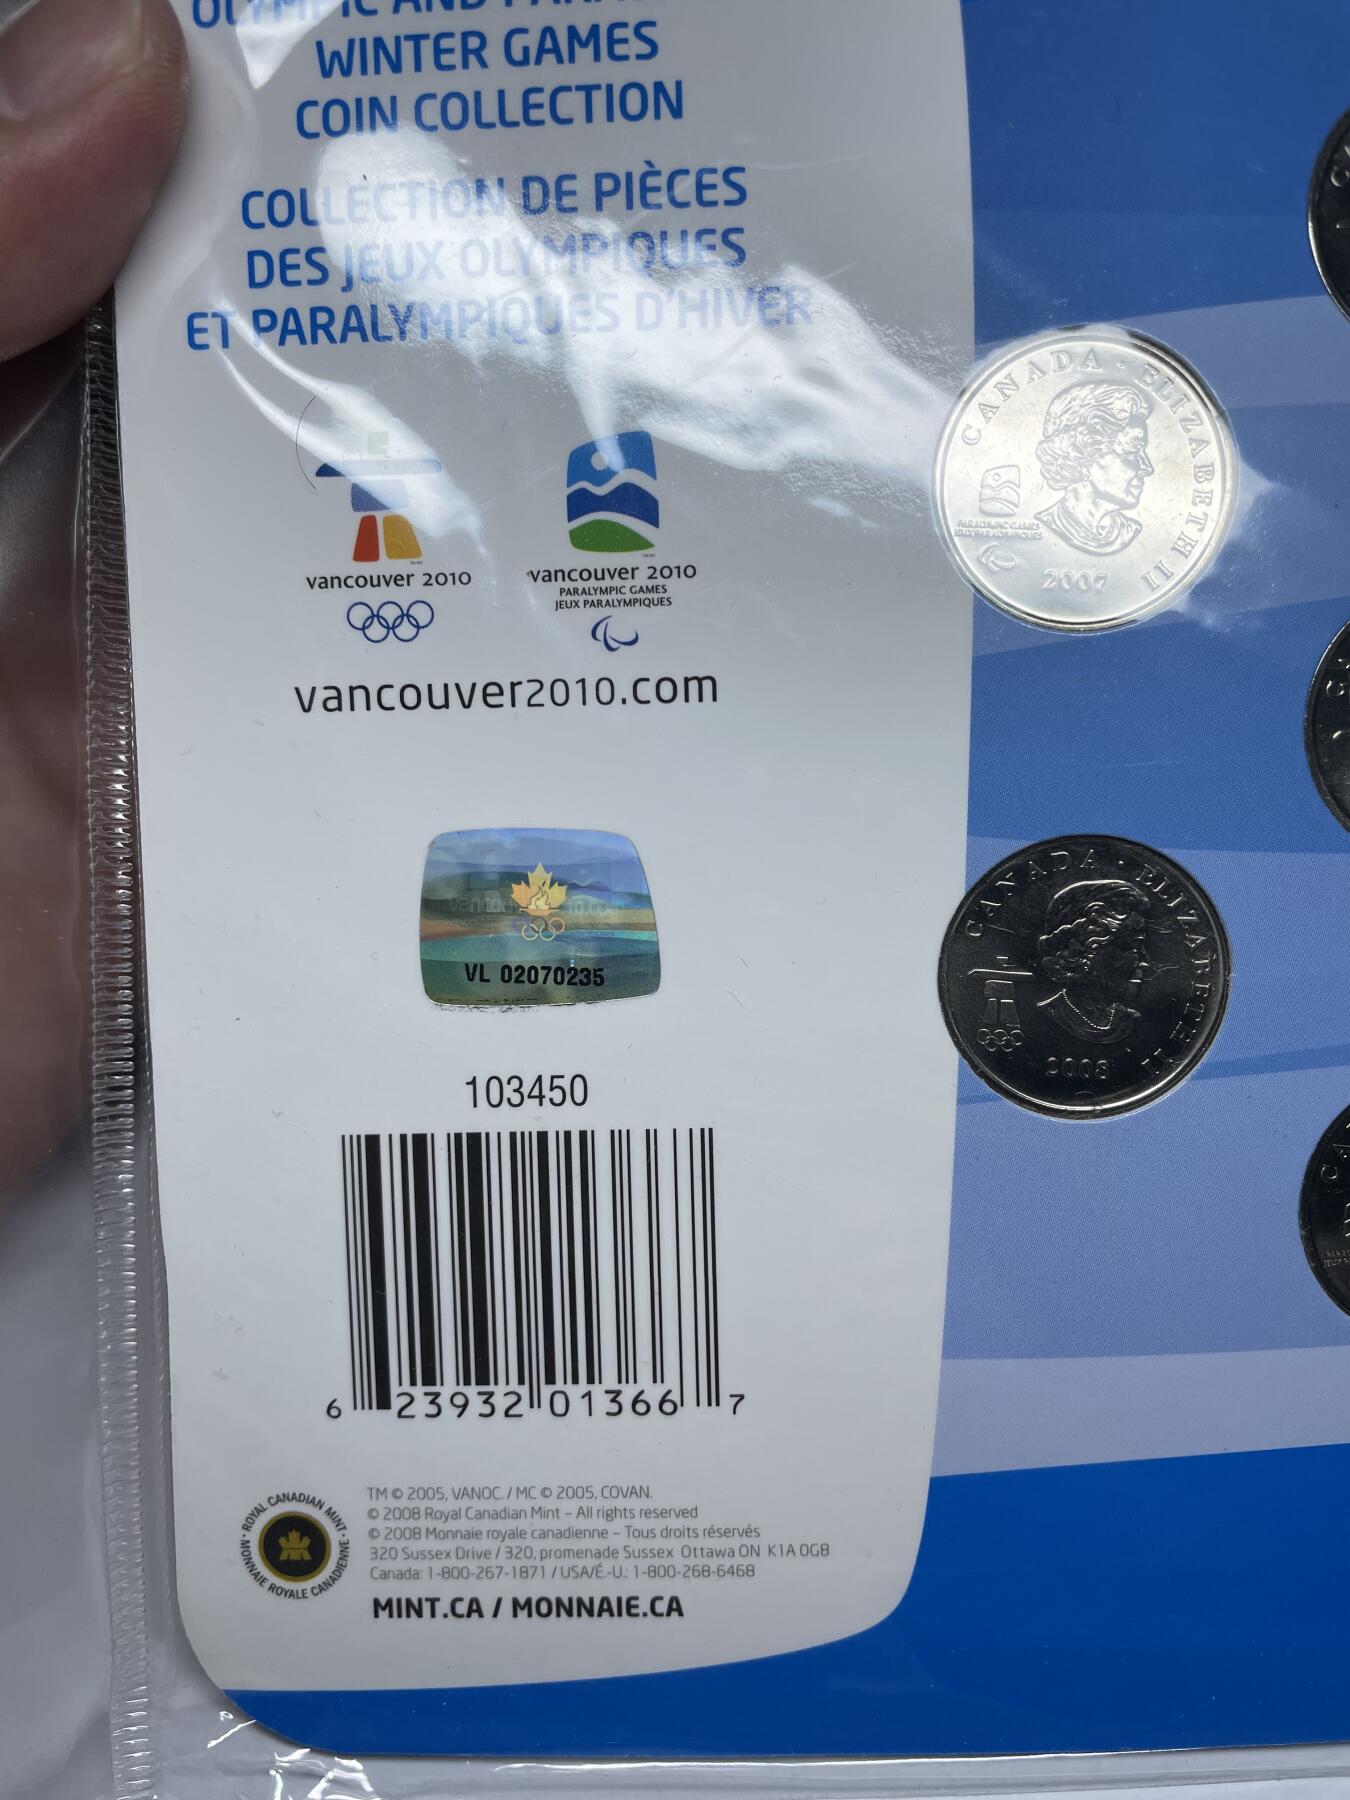 OLYMPIC AND
WINTER GAMES
COIN COLLECTION
COLLECTION DE PIÈCES
DES JEUX OLYMPIQUES
ET PARALYMPIQUES D'HIVER
vancouver 2010
vancouver 2010
PARALYMPIC GAMES
JEUX PARALYMPIQUES
vancouver2010.com
VL 02070235
103450
6 23932 01366 7
ROYAL CANADIAN MINT • MONNAIE ROYALE CANADIENNE •
TM © 2005, VANOC. / MC © 2005, COVAN.
© 2008 Royal Canadian Mint – All rights reserved
© 2008 Monnaie royale canadienne – Tous droits réservés
320 Sussex Drive / 320, promenade Sussex Ottawa ON K1A 0G8
Canada: 1-800-267-1871 / USA/É.-U.: 1-800-268-6468
MINT.CA / MONNAIE.CA
CANADA · ELIZABETH II
PARALYMPIC GAMES
JEUX PARALYMPIQUES
2007
CANADA · ELIZABETH II
2008